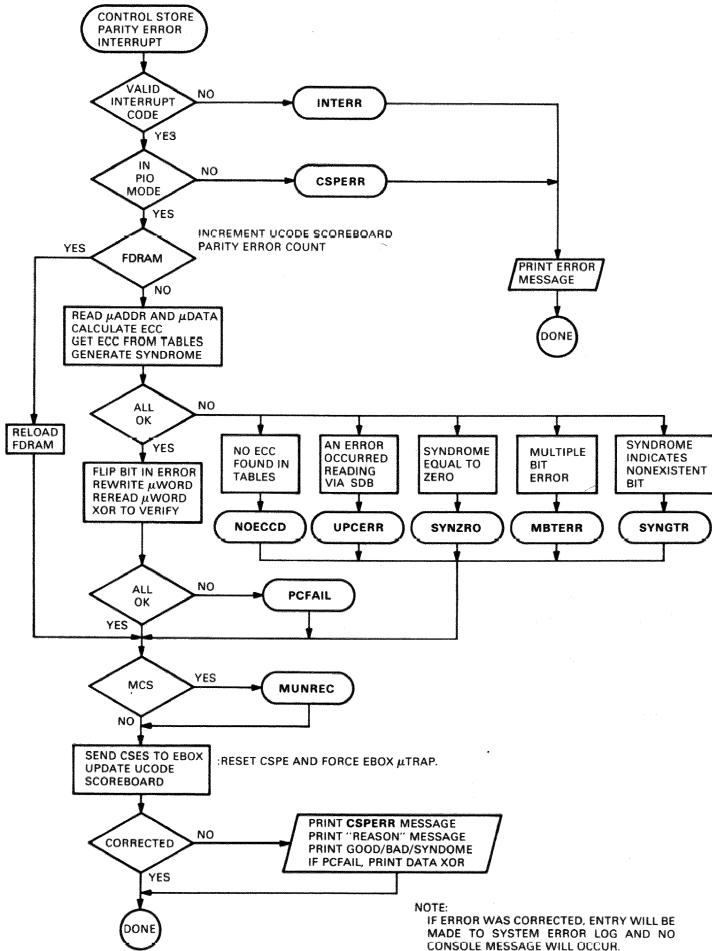 CONTROL STORE
PARITY ERROR
INTERRUPT
VALID
INTERRUPT
CODE
NO
INTERR
YES
IN
PIO
MODE
NO
CSPERR
YES
INCREMENT UCODE SCOREBOARD
PARITY ERROR COUNT
YES
FDRAM
NO
PRINT ERROR
MESSAGE
DONE
READ μADDR AND μDATA
CALCULATE ECC
GET ECC FROM TABLES
GENERATE SYNDROME
ALL
OK
NO
YES
RELOAD
FDRAM
FLIP BIT IN ERROR
REWRITE μWORD
REREAD μWORD
XOR TO VERIFY
NO ECC
FOUND IN
TABLES
AN ERROR
OCCURRED
READING
VIA SDB
SYNDROME
EQUAL TO
ZERO
MULTIPLE
BIT
ERROR
SYNDROME
INDICATES
NONEXISTENT
BIT
NOECCD
UPCERR
SYNZRO
MBTERR
SYNGTR
ALL
OK
NO
PCFAIL
YES
MCS
YES
MUNREC
NO
SEND CSES TO EBOX
UPDATE UCODE
SCOREBOARD
:RESET CSPE AND FORCE EBOX μTRAP.
CORRECTED
NO
PRINT CSPERR MESSAGE
PRINT "REASON" MESSAGE
PRINT GOOD/BAD/SYNDOME
IF PCFAIL, PRINT DATA XOR
YES
DONE
NOTE:
IF ERROR WAS CORRECTED, ENTRY WILL BE
MADE TO SYSTEM ERROR LOG AND NO
CONSOLE MESSAGE WILL OCCUR.